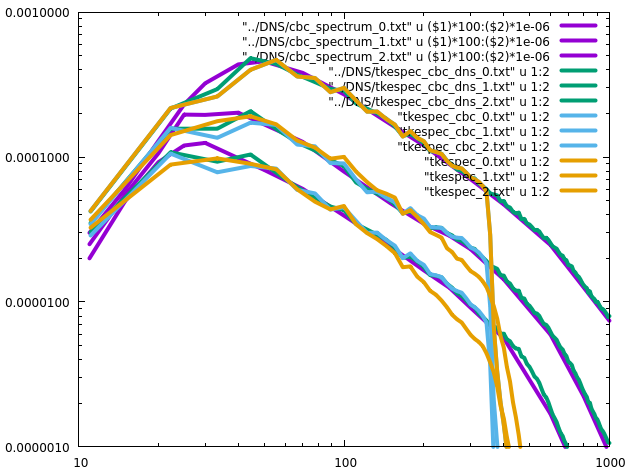 0.0010000
"../DNS/cbc_spectrum_0.txt" u ($1)*100:($2)*1e-06
"../DNS/cbc_spectrum_1.txt" u ($1)*100:($2)*1e-06
"../DNS/cbc_spectrum_2.txt" u ($1)*100:($2)*1e-06
"../DNS/tkespec_cbc_dns_0.txt" u 1:2
"../DNS/tkespec_cbc_dns_1.txt" u 1:2
"../DNS/tkespec_cbc_dns_2.txt" u 1:2
"tkespec_cbc_0.txt" u 1:2
"tkespec_cbc_1.txt" u 1:2
"tkespec_cbc_2.txt" u 1:2
0.0001000
"tkespec_0.txt" u 1:2
"tkespec_1.txt" u 1:2
"tkespec_2.txt" u 1:2
0.0000100
0.0000010
10 100 1000